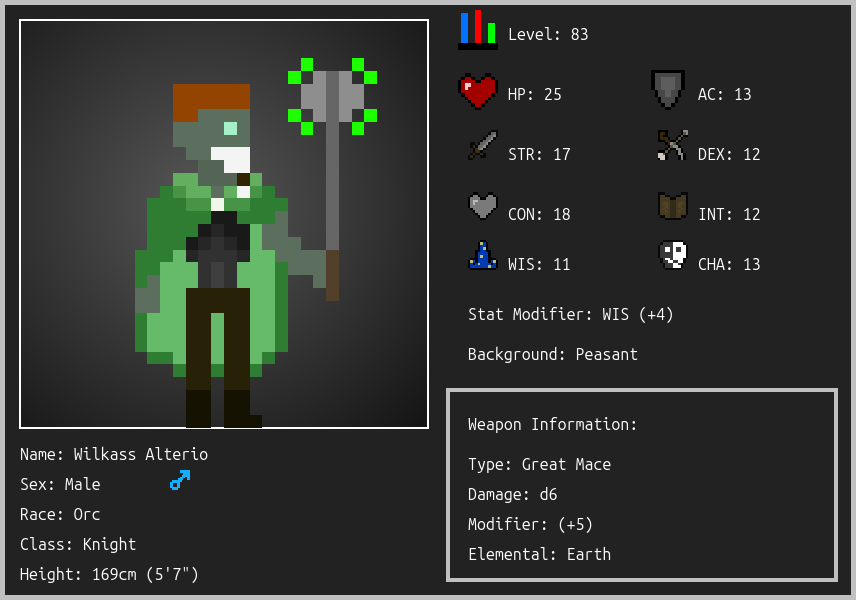 Level: 83
HP: 25
AC: 13
STR: 17
DEX: 12
CON: 18
INT: 12
WIS: 11
CHA: 13
Stat Modifier: WIS (+4)
Background: Peasant
Weapon Information:
Type: Great Mace
Damage: d6
Modifier: (+5)
Elemental: Earth
Name: Wilkass Alterio
Sex: Male
Race: Orc
Class: Knight
Height: 169cm (5'7")